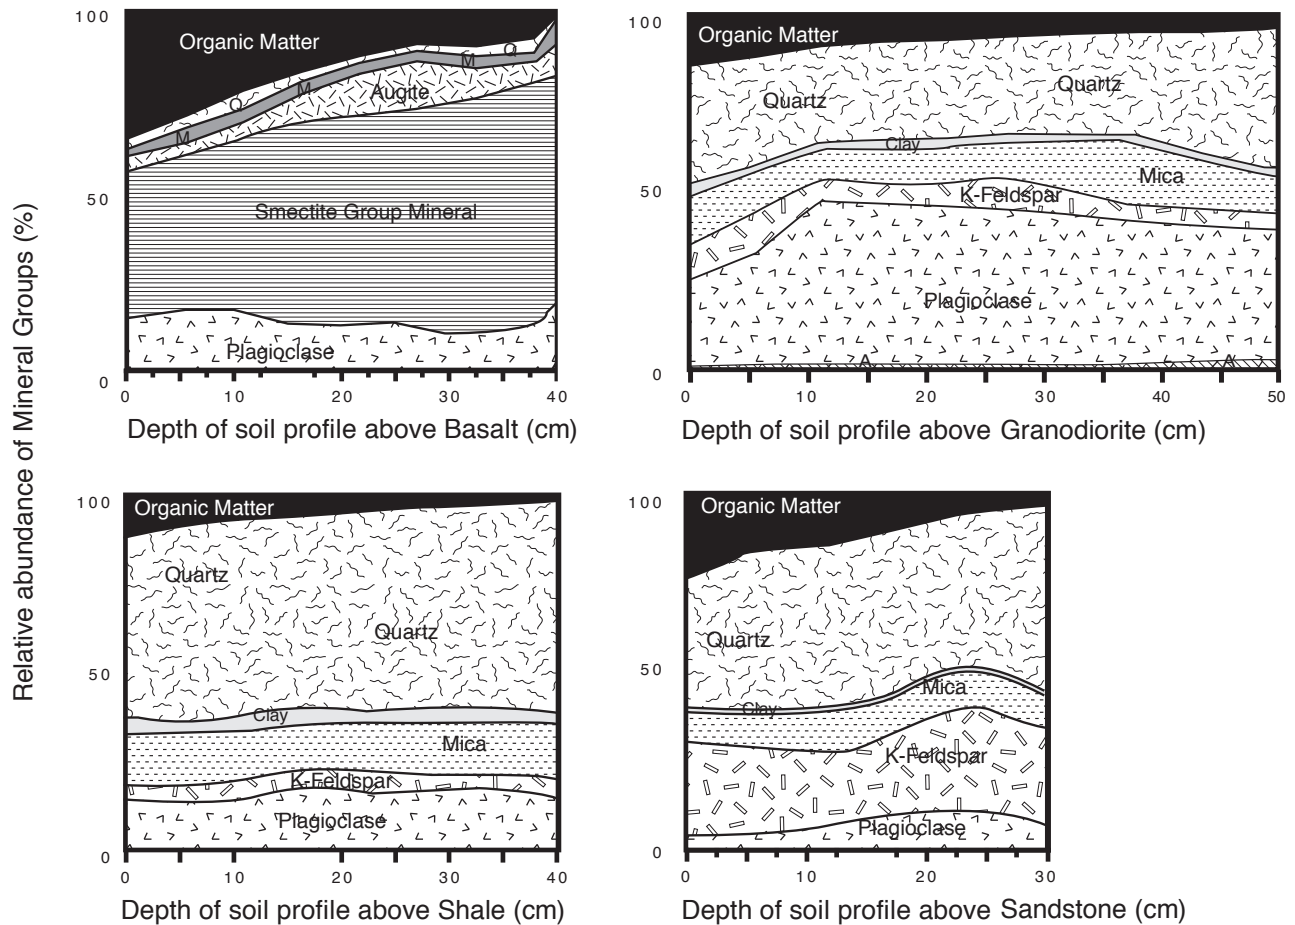 Relative abundance of Mineral Groups (%)
100
Organic Matter
Q
M
Q
M
M
Augite
50
Smectite Group Mineral
Plagioclase
0
0 10 20 30 40
Depth of soil profile above Basalt (cm)
100
Organic Matter
Quartz
Quartz
Clay
Mica
50
K-Feldspar
Plagioclase
A
A
0
0 10 20 30 40 50
Depth of soil profile above Granodiorite (cm)
100
Organic Matter
Quartz
Quartz
50
Clay
Mica
K-Feldspar
Plagioclase
0
0 10 20 30 40
Depth of soil profile above Shale (cm)
100
Organic Matter
Quartz
50
Mica
Clay
K-Feldspar
Plagioclase
0
0 10 20 30
Depth of soil profile above Sandstone (cm)